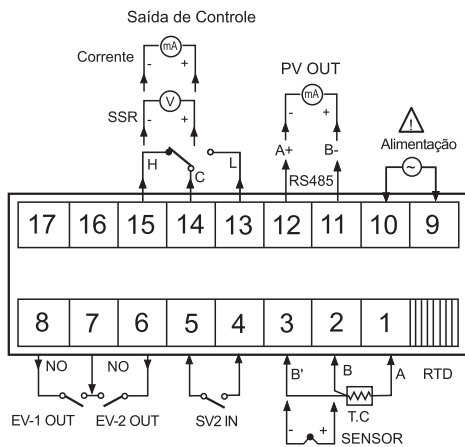 Saída de Controle
Corrente
mA
- +
PV OUT
mA
- +
SSR
V
- +
A+ B-
RS485
!
Alimentação
~
H C L
17 16 15 14 13 12 11 10 9
8 7 6 5 4 3 2 1
NO NO
EV-1 OUT EV-2 OUT
SV2 IN
B' B A RTD
T.C
- +
SENSOR